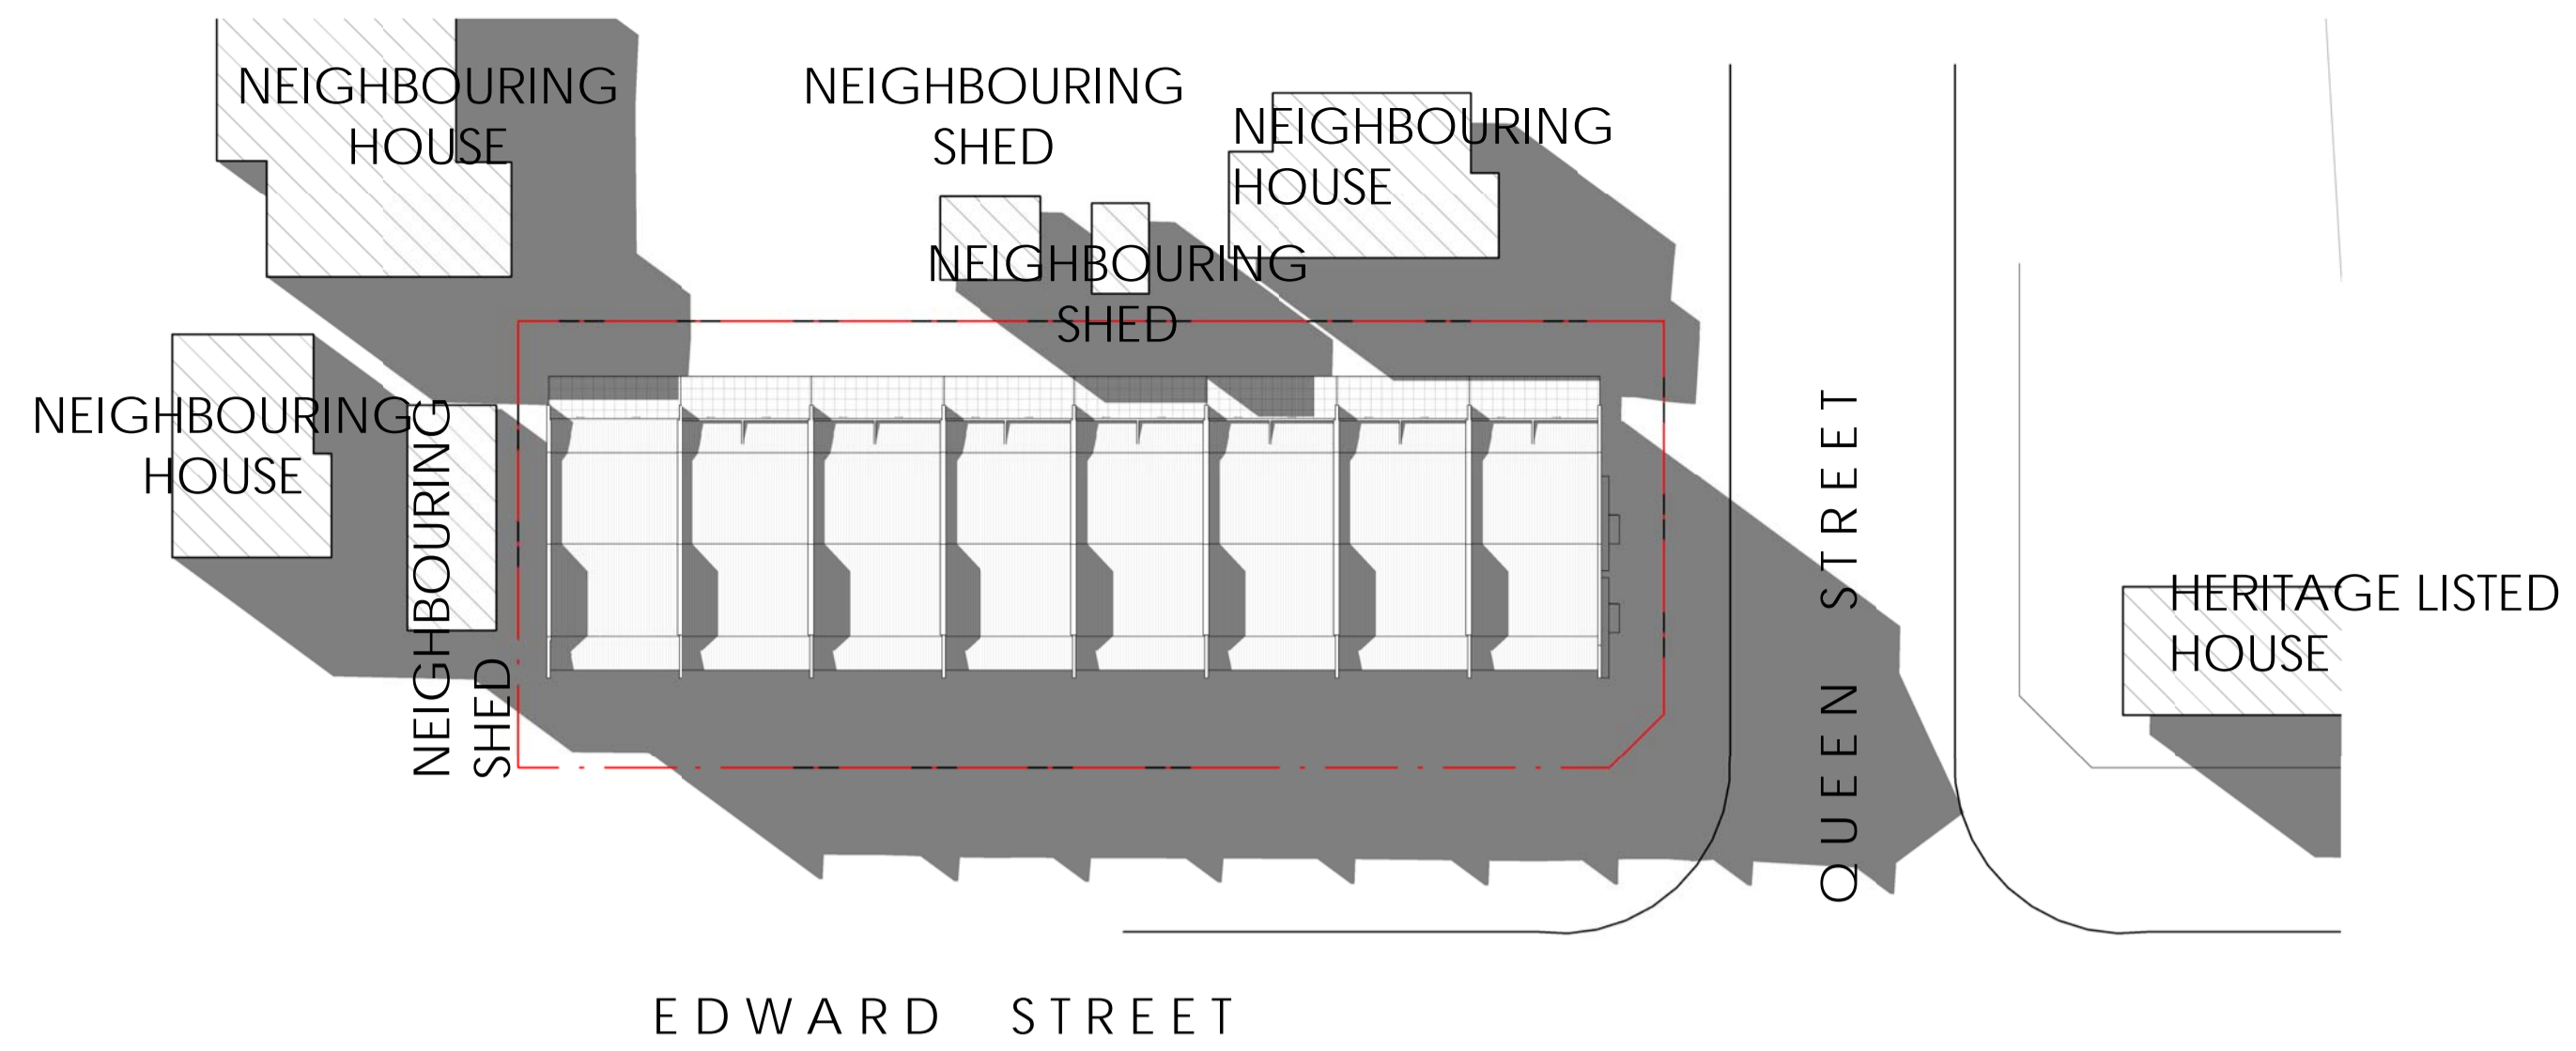 NEIGHBOURING
HOUSE
NEIGHBOURING
SHED
NEIGHBOURING
HOUSE
NEIGHBOURING
SHED
NEIGHBOURING
HOUSE
NEIGHBOURING
SHED
QUEEN STREET
HERITAGE LISTED
HOUSE
EDWARD STREET